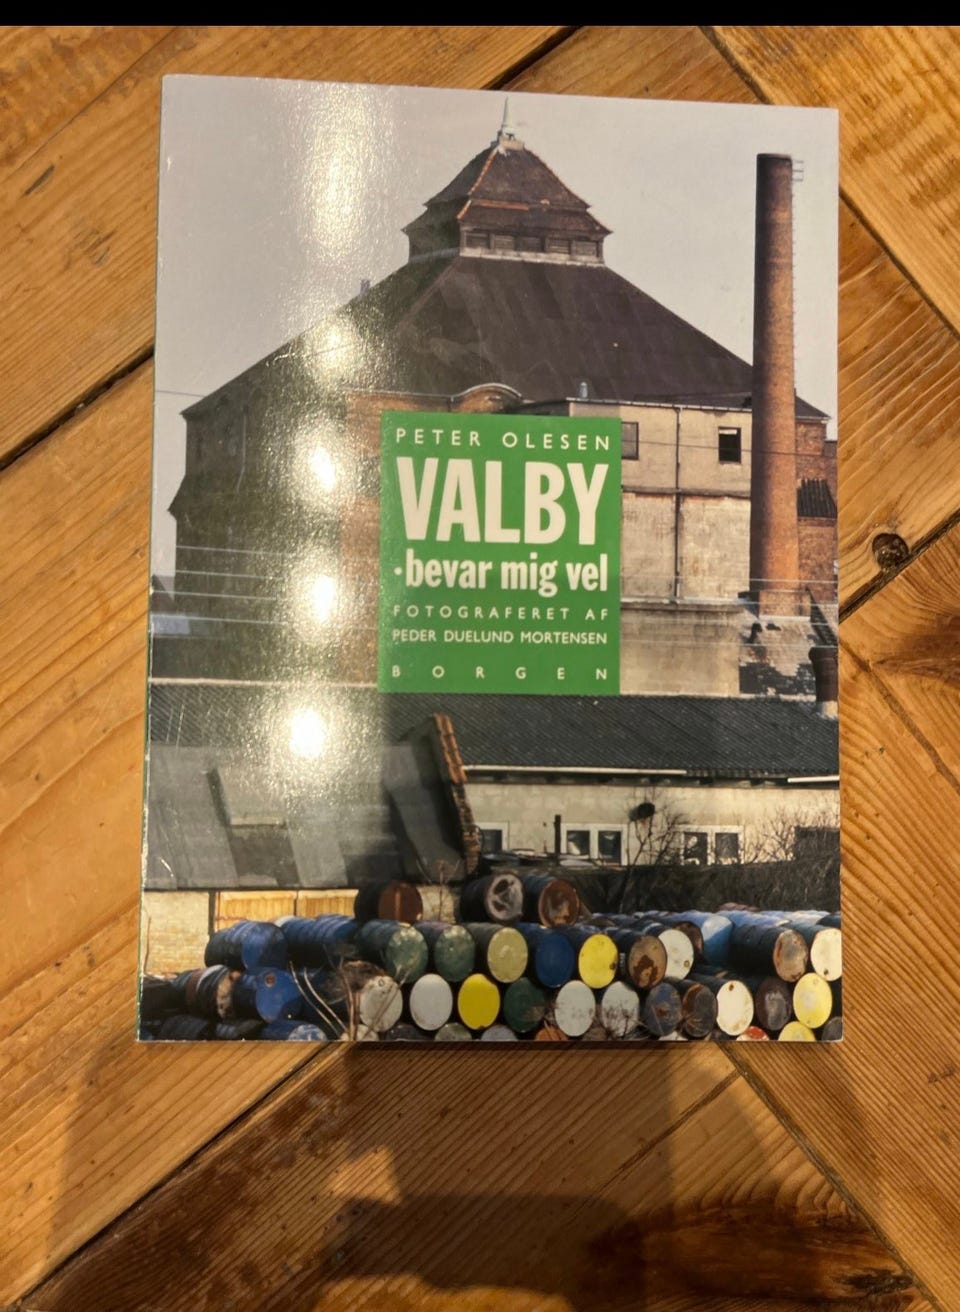 PETER OLESEN
VALBY
·bevar mig vel
FOTOGRAFERET AF
PEDER DUELUND MORTENSEN
BORGEN